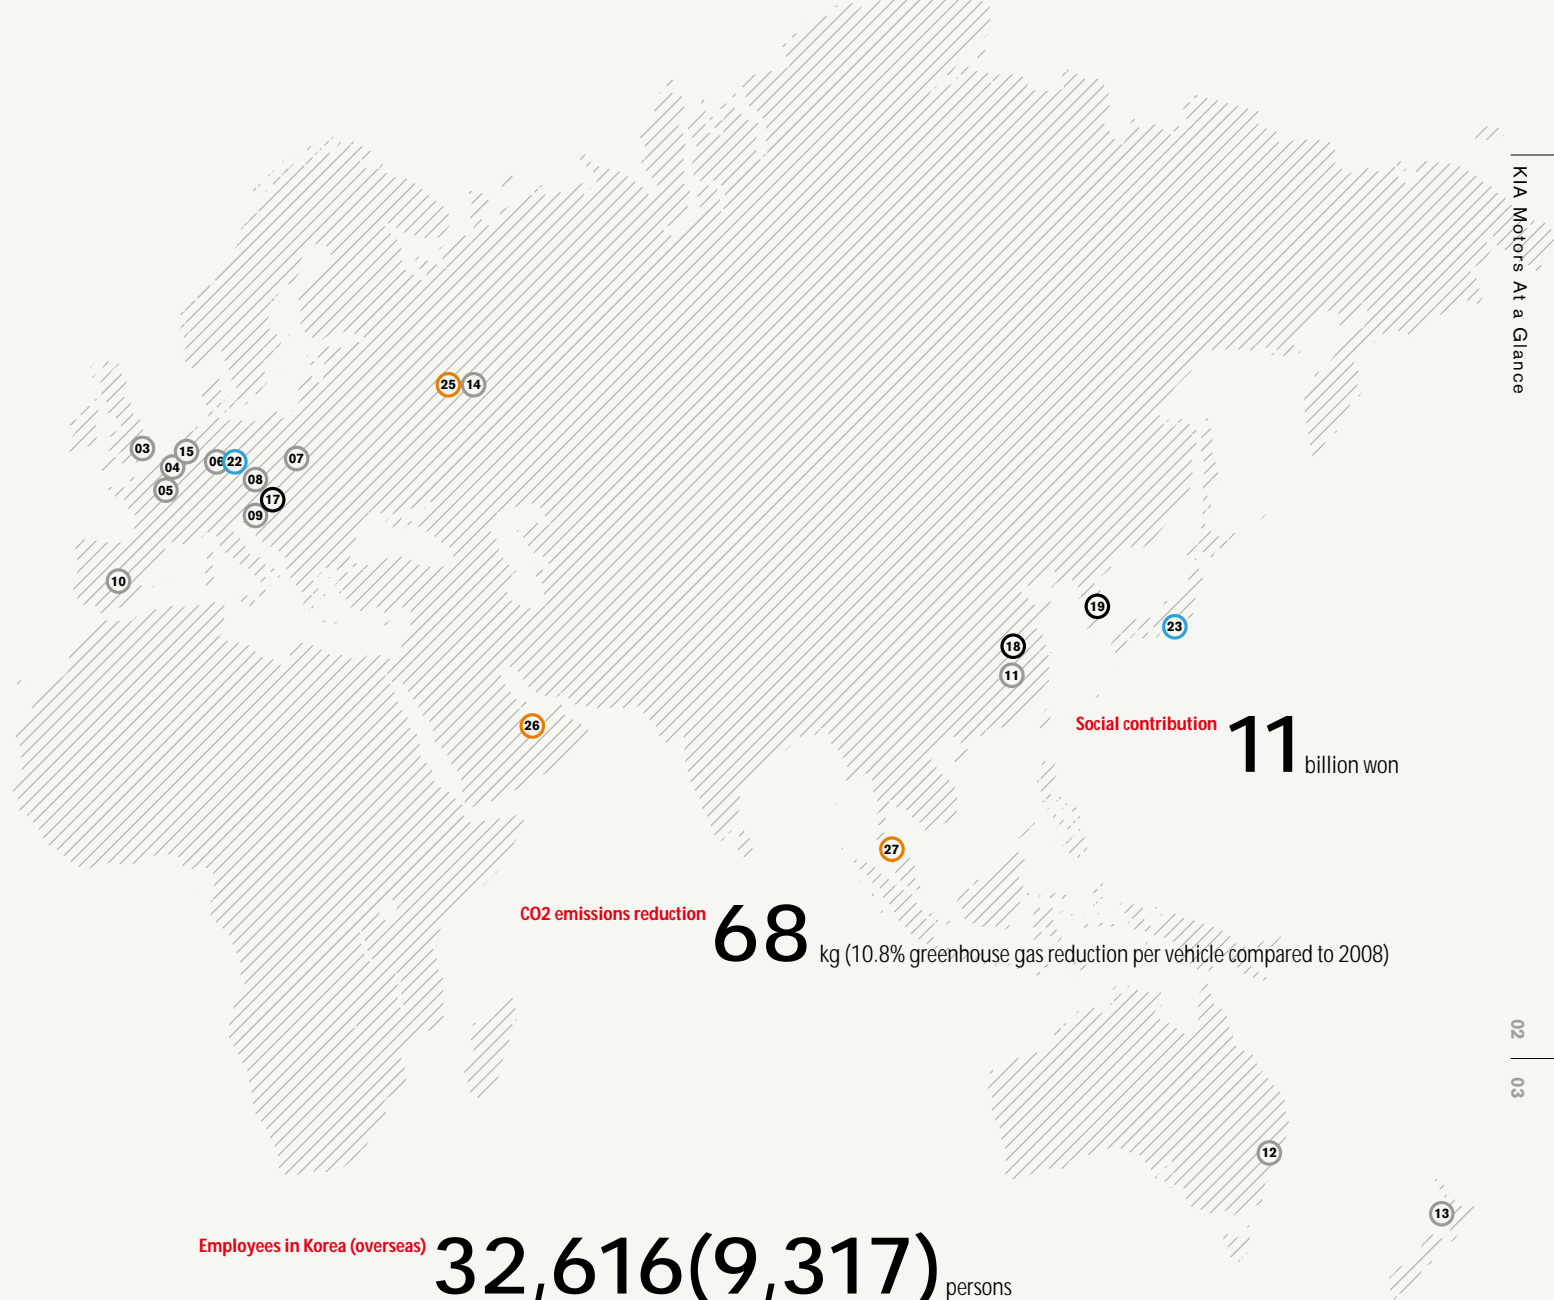 KIA Motors At a Glance
25 14
03 15 04 06 22 07
05 08 17 09
10
19
23
18
11
26
Social contribution 11 billion won
27
CO2 emissions reduction 68 kg (10.8% greenhouse gas reduction per vehicle compared to 2008)
02
03
12
13
Employees in Korea (overseas) 32,616(9,317) persons